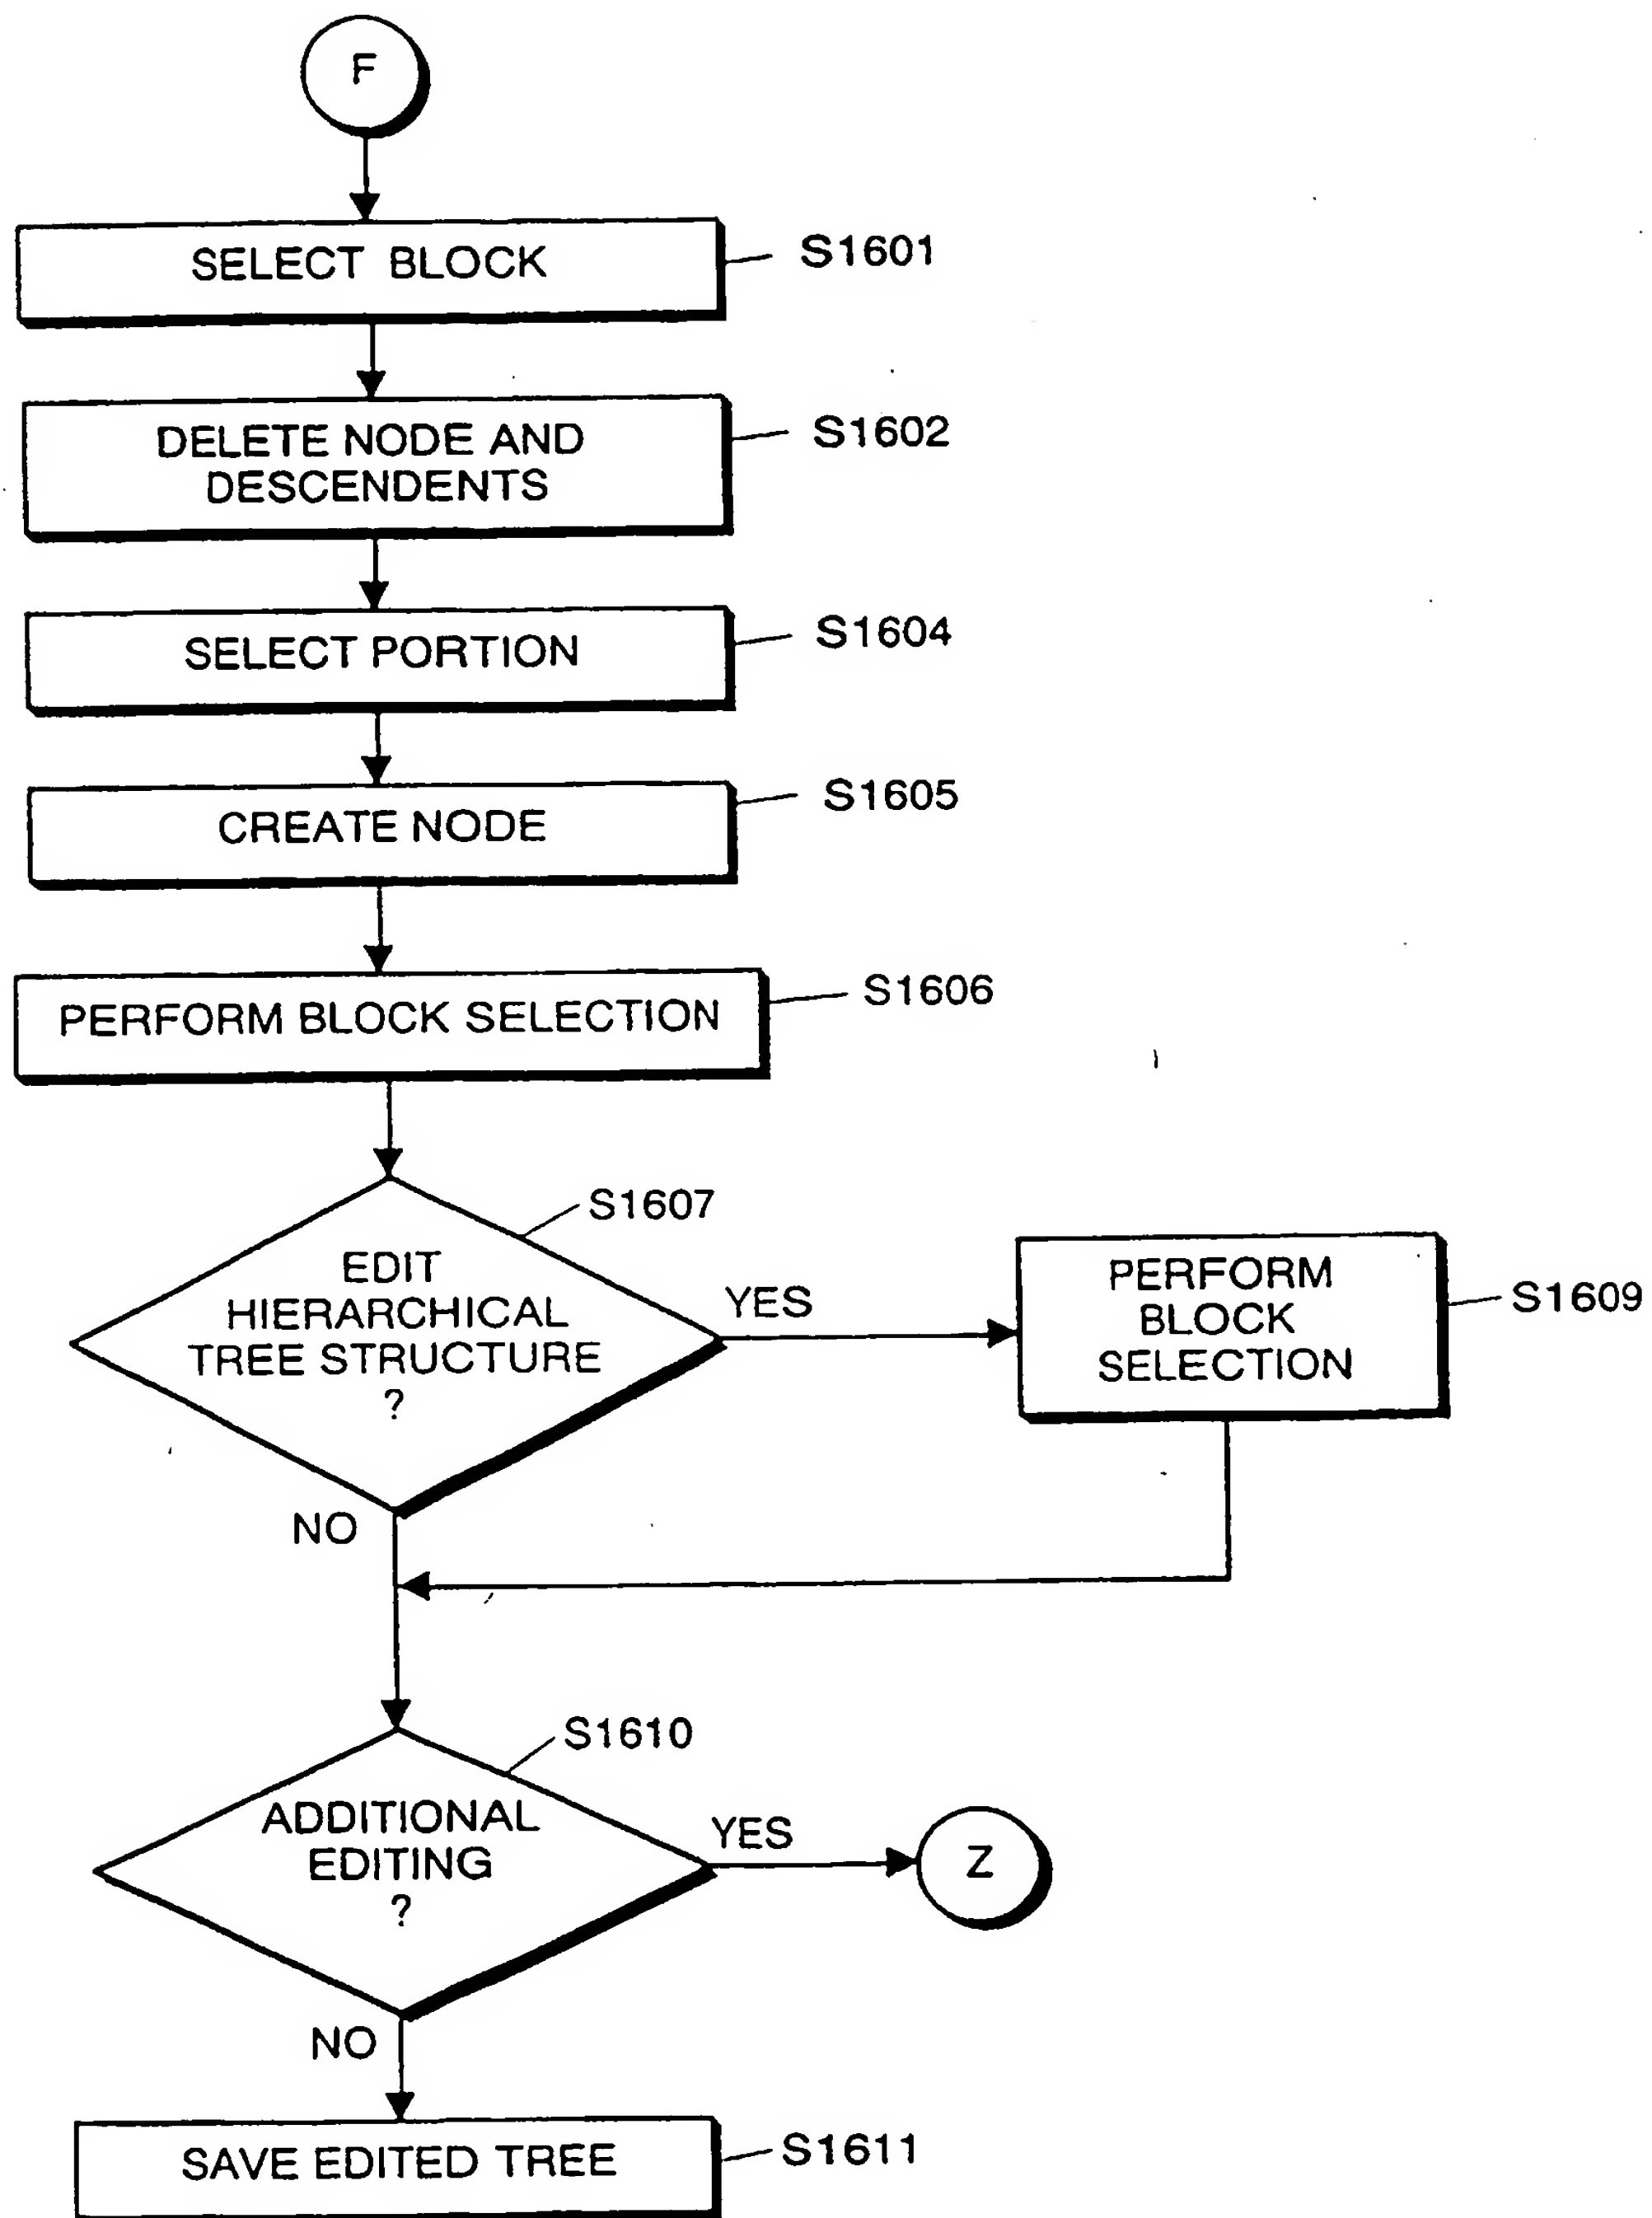 F
SELECT BLOCK
S1601
DELETE NODE AND
DESCENDENTS
S1602
SELECT PORTION
S1604
CREATE NODE
S1605
PERFORM BLOCK SELECTION
S1606
S1607
EDIT
HIERARCHICAL
TREE STRUCTURE
?
YES
PERFORM
BLOCK
SELECTION
S1609
NO
S1610
ADDITIONAL
EDITING
?
YES
Z
NO
SAVE EDITED TREE
S1611